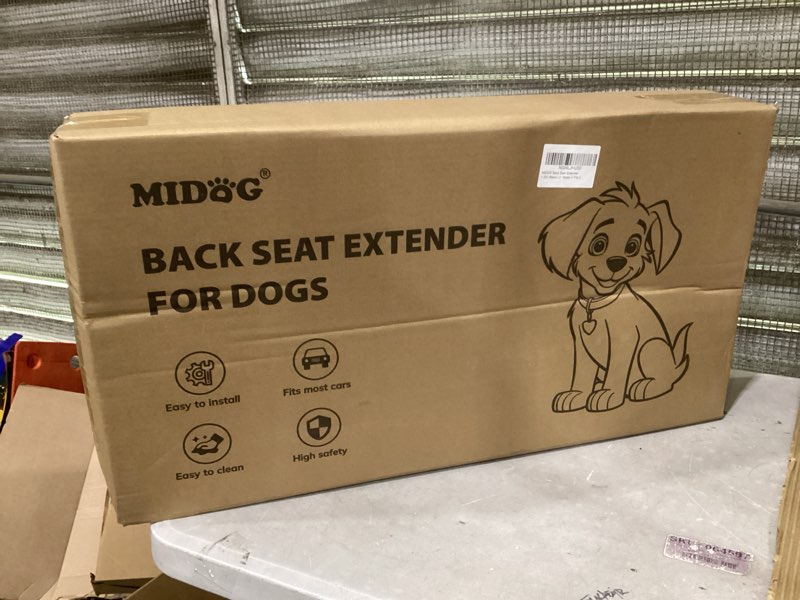 MIDOG®
BACK SEAT EXTENDER
FOR DOGS
Easy to install
Fits most cars
Easy to clean
High safety